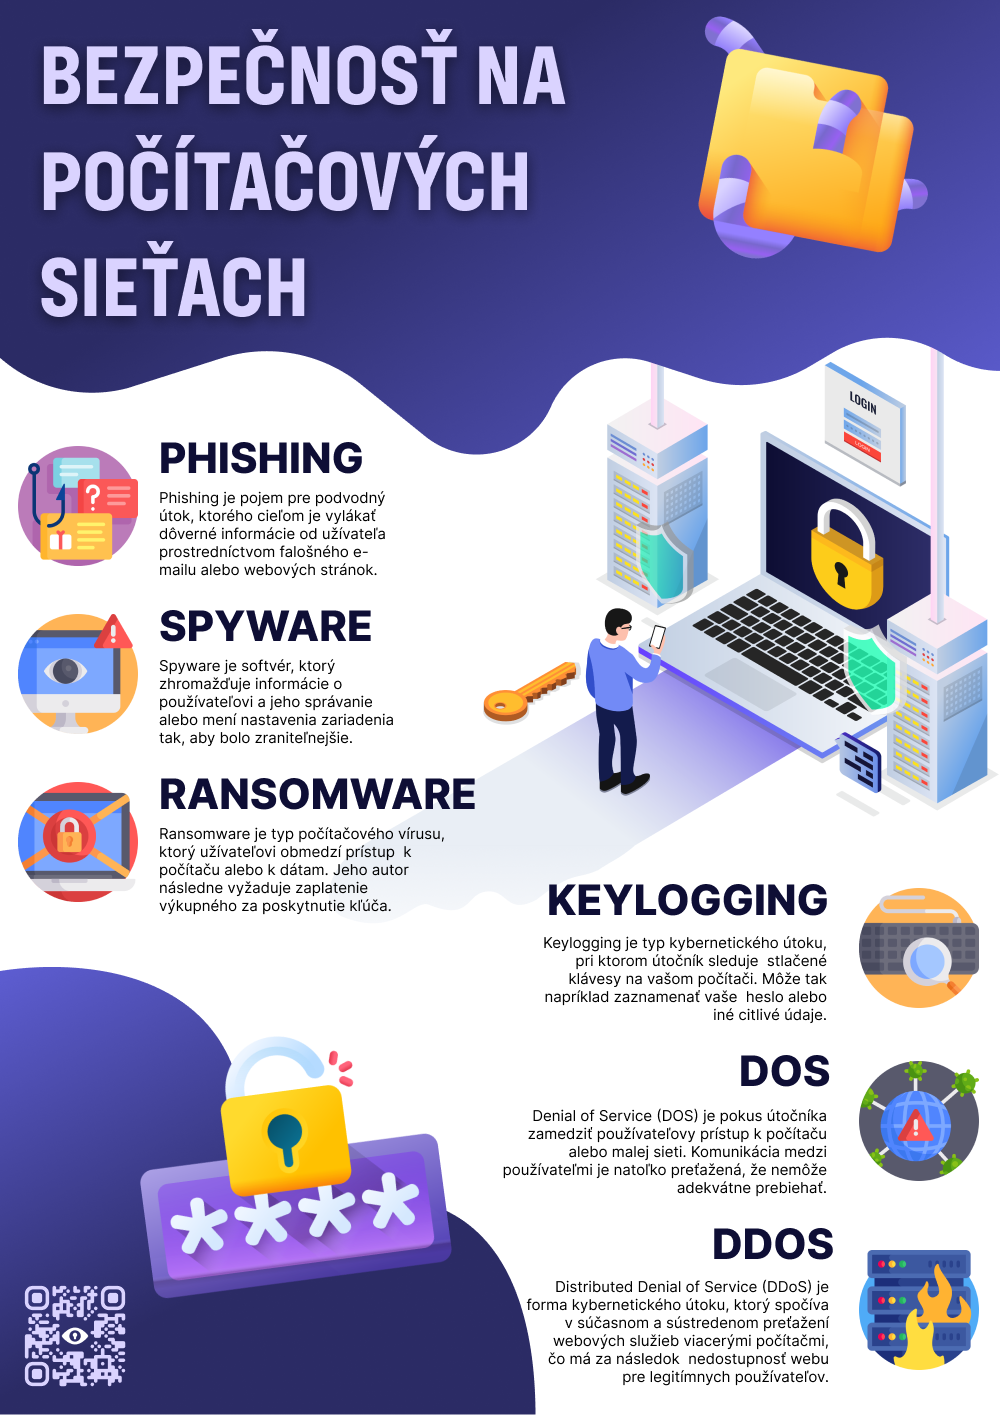 BEZPEČNOSŤ NA
POČÍTAČOVÝCH
SIEŤACH
LOGIN
LOGIN
PHISHING
Phishing je pojem pre podvodný
útok, ktorého cieľom je vylákať
dôverné informácie od užívateľa
prostredníctvom falošného e-
mailu alebo webových stránok.
SPYWARE
Spyware je softvér, ktorý
zhromažďuje informácie o
používateľovi a jeho správanie
alebo mení nastavenia zariadenia
tak, aby bolo zraniteľnejšie.
RANSOMWARE
Ransomware je typ počítačového vírusu,
ktorý užívateľovi obmedzí prístup  k
počítaču alebo k dátam. Jeho autor
následne vyžaduje zaplatenie
výkupného za poskytnutie kľúča.
KEYLOGGING
Keylogging je typ kybernetického útoku,
pri ktorom útočník sleduje  stlačené
klávesy na vašom počítači. Môže tak
napríklad zaznamenať vaše  heslo alebo
iné citlivé údaje.
DOS
Denial of Service (DOS) je pokus útočníka
zamedziť používateľovy prístup k počítaču
alebo malej sieti. Komunikácia medzi
používateľmi je natoľko preťažená, že nemôže
adekvátne prebiehať.
DDOS
Distributed Denial of Service (DDoS) je
forma kybernetického útoku, ktorý spočíva
v súčasnom a sústredenom preťažení
webových služieb viacerými počítačmi,
čo má za následok  nedostupnosť webu
pre legitímnych používateľov.